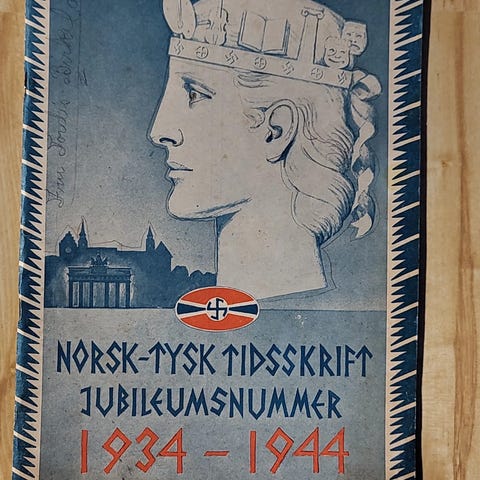 NORSK-TYSK TIDSSKRIFT
JUBILEUMSNUMMER
1934-1944